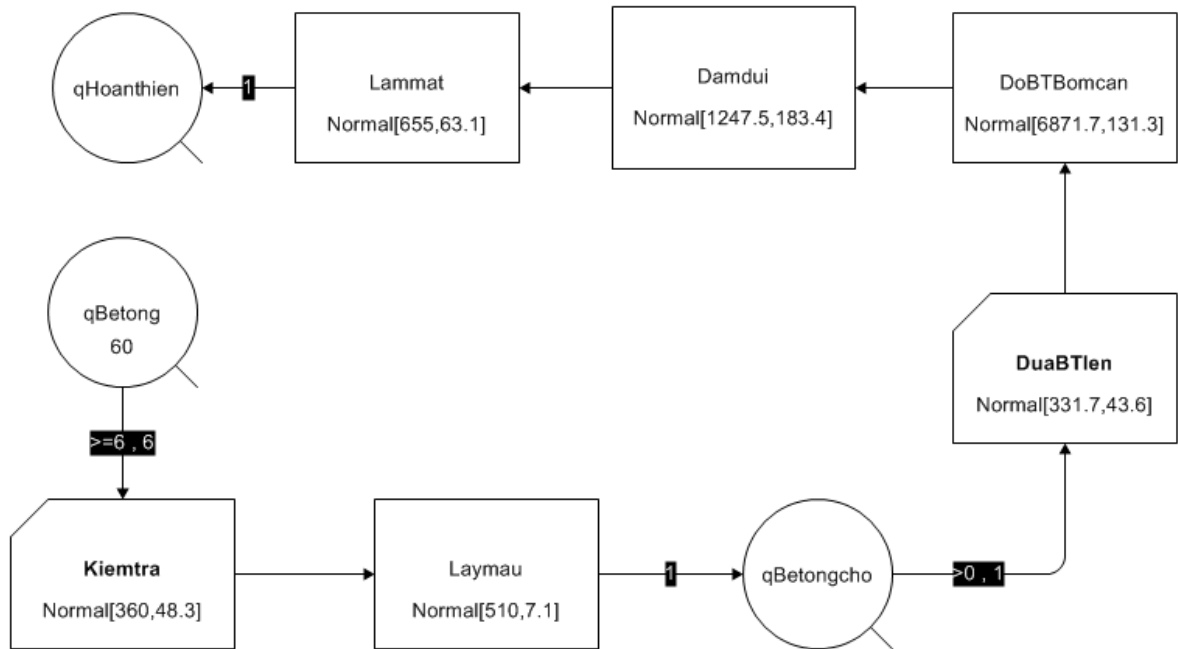 qHoanthien
1
Lammat
Normal[655,63.1]
Damdui
Normal[1247.5,183.4]
DoBTBomcan
Normal[6871.7,131.3]
qBetong
60
>=6 , 6
DuaBTlen
Normal[331.7,43.6]
Kiemtra
Normal[360,48.3]
Laymau
Normal[510,7.1]
1
qBetongcho
>0 , 1